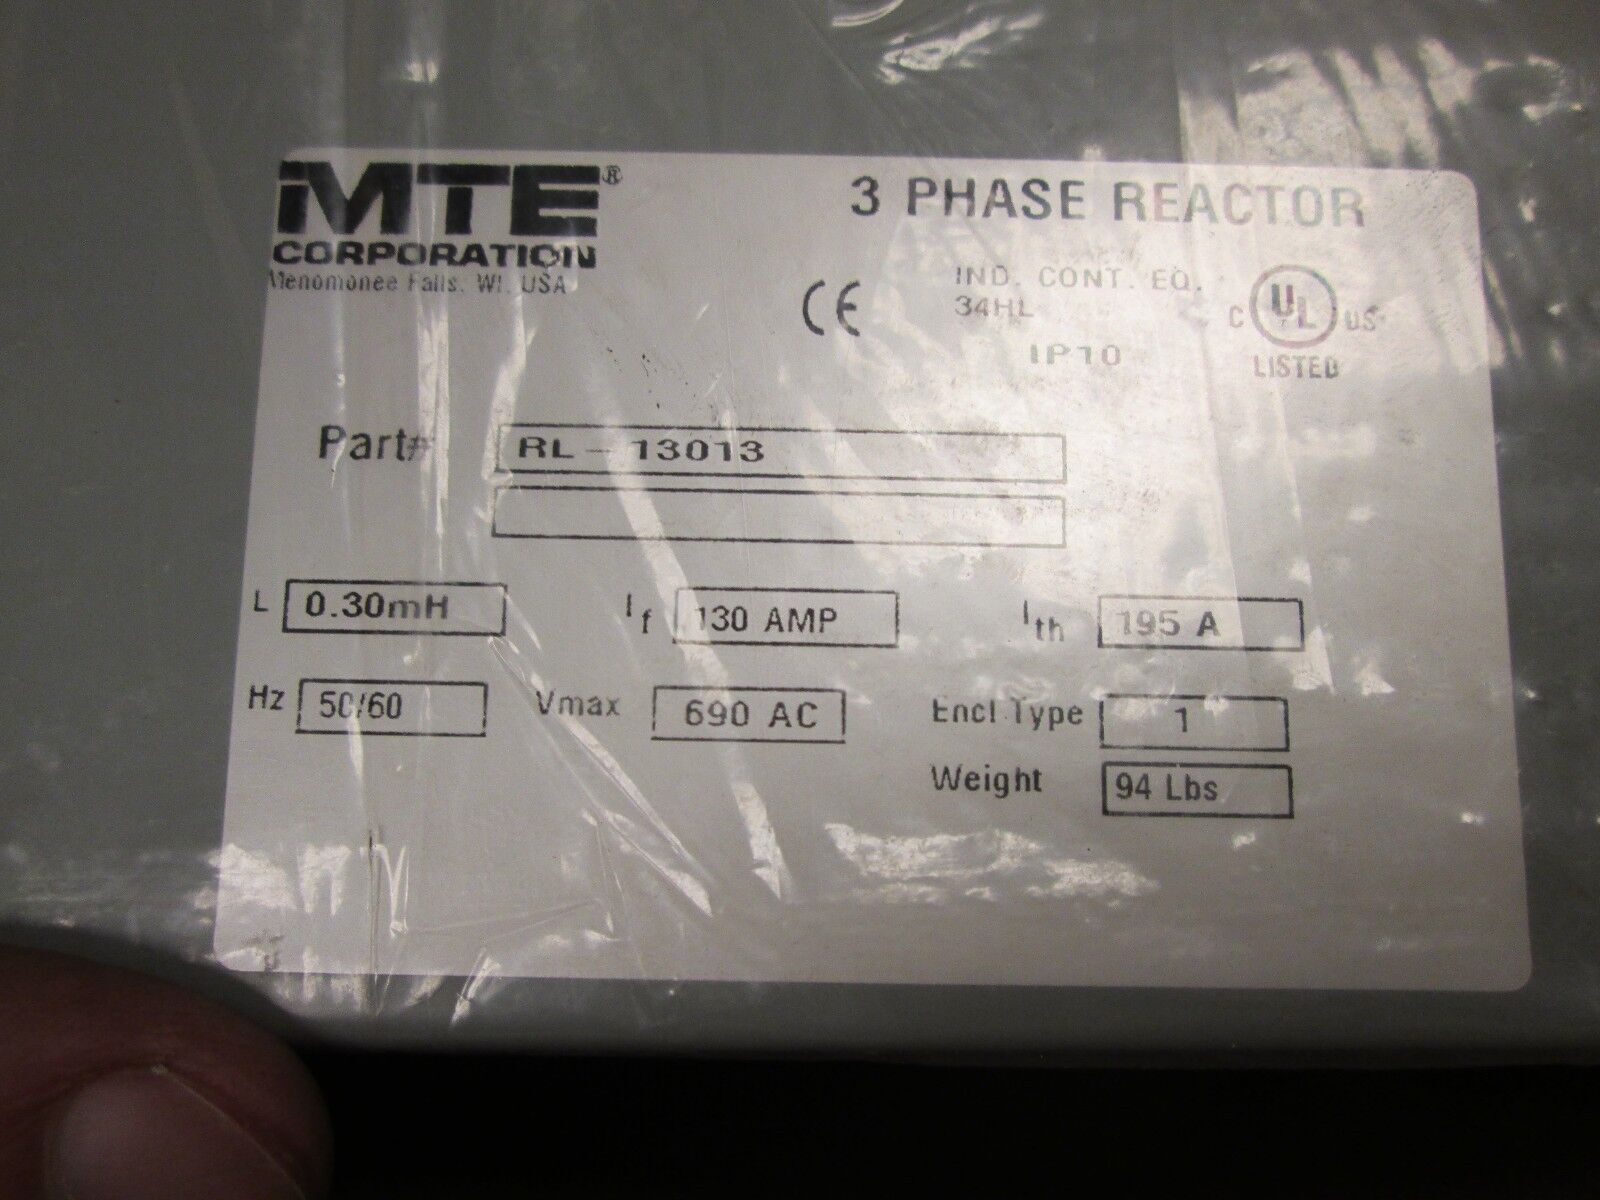 MTE®
CORPORATION
Menomonee Falls. WI. USA
3 PHASE REACTOR
CE
IND. CONT. EQ.
34HL
IP10
C UL US
LISTED
Part# RL-13013
L 0.30mH If 130 AMP Ith 195 A
Hz 50/60 Vmax 690 AC Encl Type 1
Weight 94 Lbs